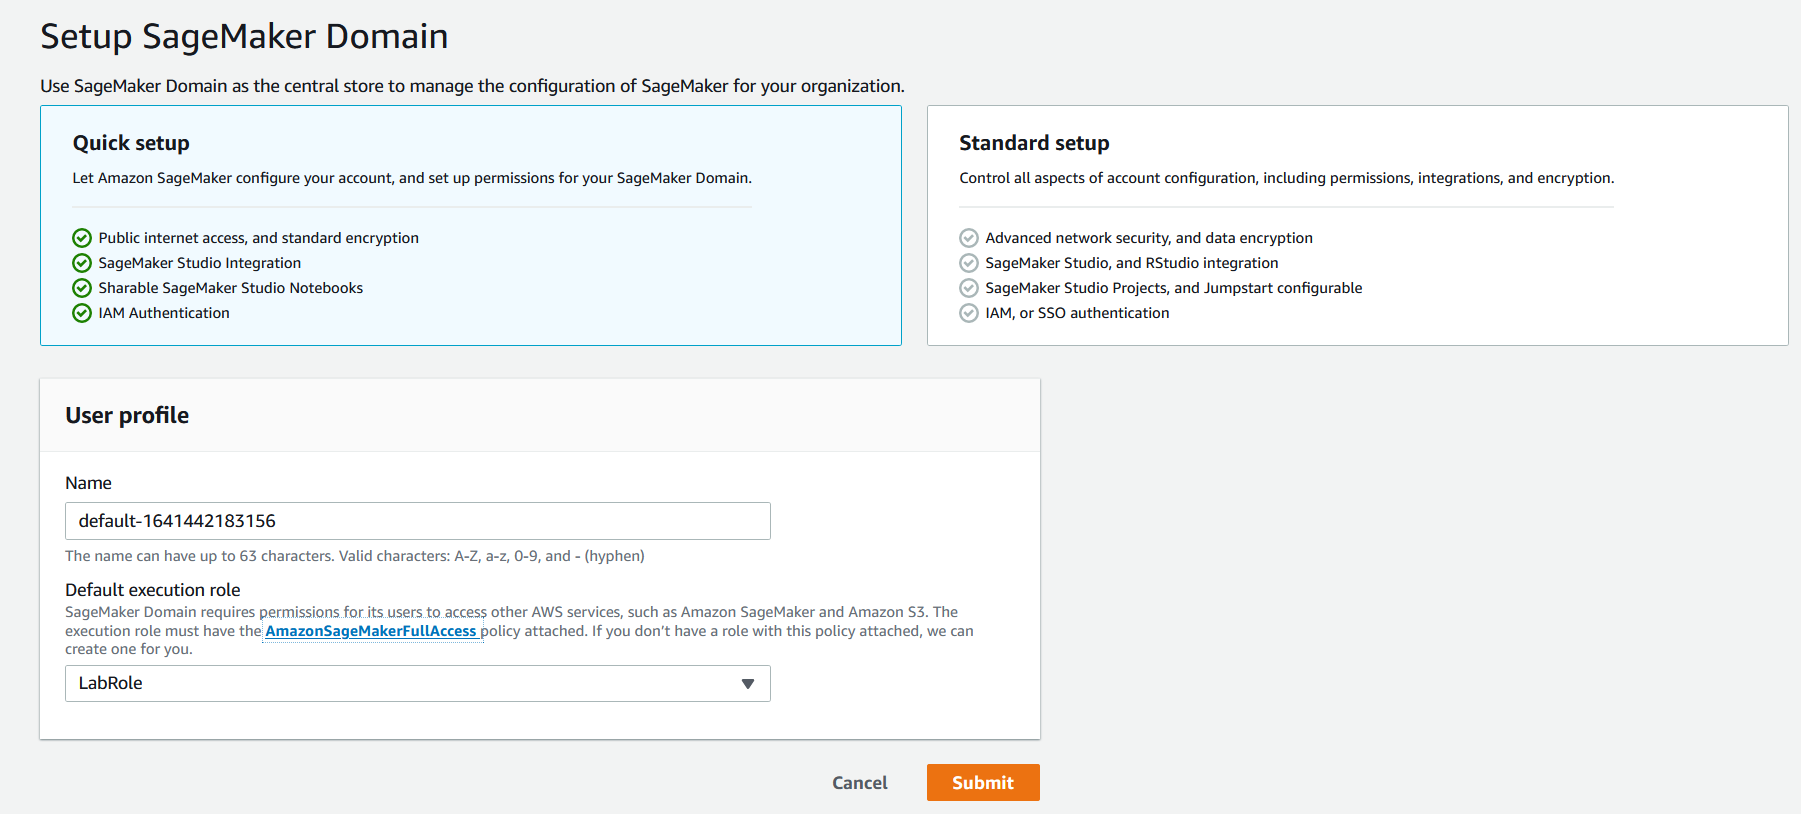 Setup SageMaker Domain
Use SageMaker Domain as the central store to manage the configuration of SageMaker for your organization.
Quick setup
Let Amazon SageMaker configure your account, and set up permissions for your SageMaker Domain.
Public internet access, and standard encryption
SageMaker Studio Integration
Sharable SageMaker Studio Notebooks
IAM Authentication
Standard setup
Control all aspects of account configuration, including permissions, integrations, and encryption.
Advanced network security, and data encryption
SageMaker Studio, and RStudio integration
SageMaker Studio Projects, and Jumpstart configurable
IAM, or SSO authentication
User profile
Name
default-1641442183156
The name can have up to 63 characters. Valid characters: A-Z, a-z, 0-9, and - (hyphen)
Default execution role
SageMaker Domain requires permissions for its users to access other AWS services, such as Amazon SageMaker and Amazon S3. The
execution role must have the AmazonSageMakerFullAccess policy attached. If you don't have a role with this policy attached, we can
create one for you.
LabRole
Cancel
Submit